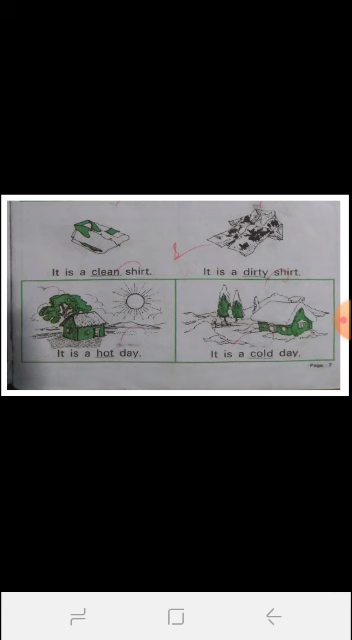 It is a clean shirt.
It is a dirty shirt.
It is a hot day.
It is a cold day.
Page. 7